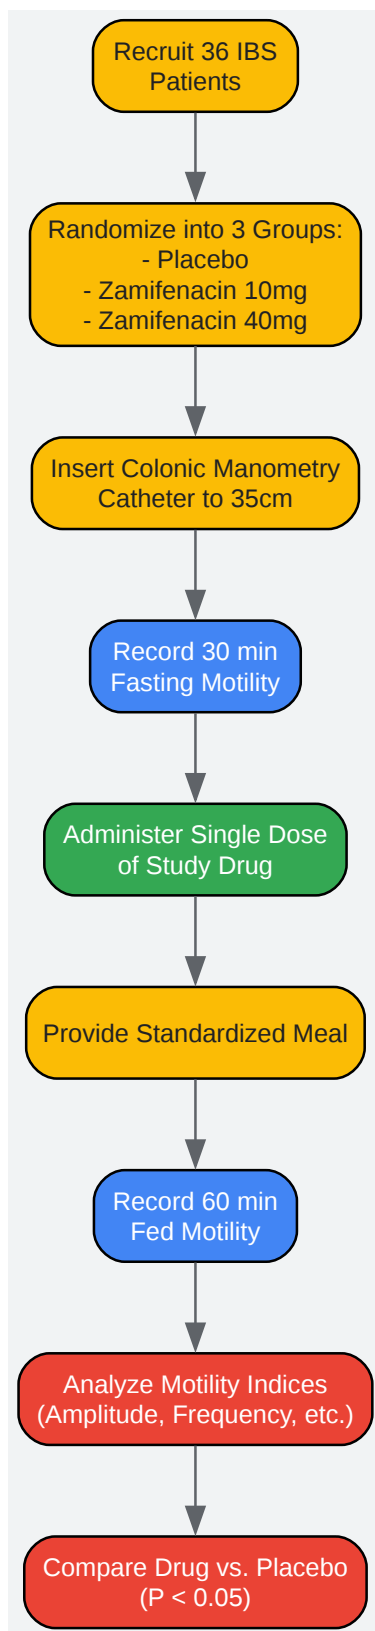 Recruit 36 IBS
Patients
Randomize into 3 Groups:
- Placebo
- Zamifenacin 10mg
- Zamifenacin 40mg
Insert Colonic Manometry
Catheter to 35cm
Record 30 min
Fasting Motility
Administer Single Dose
of Study Drug
Provide Standardized Meal
Record 60 min
Fed Motility
Analyze Motility Indices
(Amplitude, Frequency, etc.)
Compare Drug vs. Placebo
(P < 0.05)